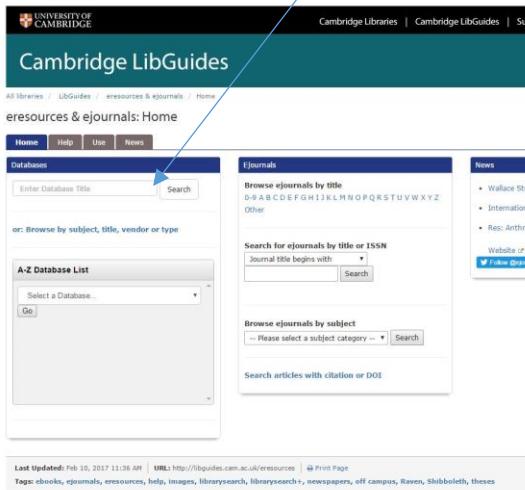 UNIVERSITY OF
CAMBRIDGE
Cambridge Libraries | Cambridge LibGuides | Su
Cambridge LibGuides
All libraries / LibGuides / eresources & ejournals / Home
eresources & ejournals: Home
Home Help Use News
Databases
Enter Database Title Search
or: Browse by subject, title, vendor or type
A-Z Database List
Select a Database...
Go
Ejournals
Browse ejournals by title
0-9 A B C D E F G H I J K L M N O P Q R S T U V W X Y Z
Other
Search for ejournals by title or ISSN
Journal title begins with
Search
Browse ejournals by subject
-- Please select a subject category -- Search
Search articles with citation or DOI
News
Wallace St
Internation
Res: Anthr
Website
Follow @ejou
Last Updated: Feb 10, 2017 11:36 AM | URL: http://libguides.cam.ac.uk/eresources | Print Page
Tags: ebooks, ejournals, eresources, help, images, librarysearch, librarysearch+, newspapers, off campus, Raven, Shibboleth, theses